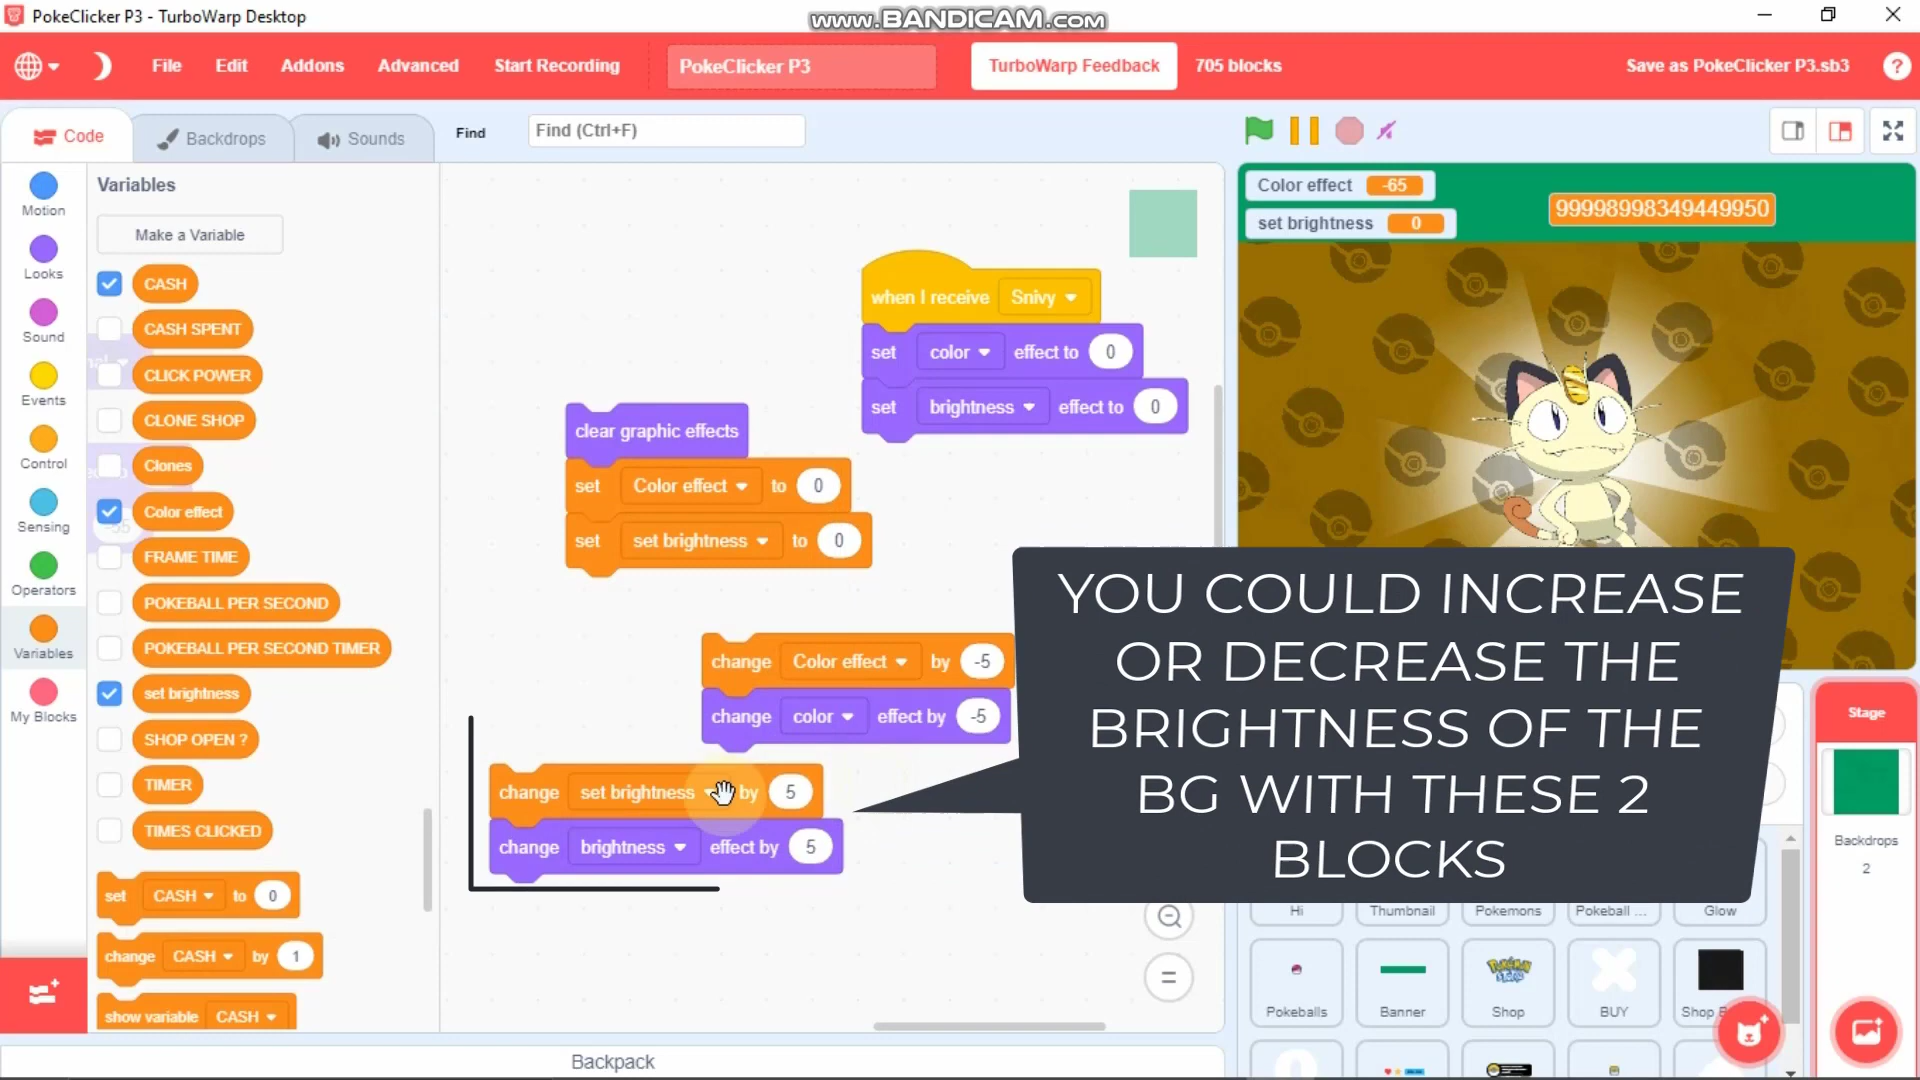 PokeClicker P3 - TurboWarp Desktop
www.BANDICAM.com
File Edit Addons Advanced Start Recording PokeClicker P3 TurboWarp Feedback 705 blocks Save as PokeClicker P3.sb3 ?
Code Backdrops Sounds Find Find (Ctrl+F)
Motion
Looks
Sound
Events
Control
Sensing
Operators
Variables
My Blocks
Variables
Make a Variable
CASH
CASH SPENT
CLICK POWER
CLONE SHOP
Clones
Color effect
FRAME TIME
POKEBALL PER SECOND
POKEBALL PER SECOND TIMER
set brightness
SHOP OPEN ?
TIMER
TIMES CLICKED
set CASH to 0
change CASH by 1
show variable CASH
when I receive Snivy
set color effect to 0
set brightness effect to 0
clear graphic effects
set Color effect to 0
set set brightness to 0
change Color effect by -5
change color effect by -5
change set brightness by 5
change brightness effect by 5
Color effect -65
set brightness 0
99998998349449950
YOU COULD INCREASE
OR DECREASE THE
BRIGHTNESS OF THE
BG WITH THESE 2
BLOCKS
Stage
Backdrops
2
Hi Thumbnail Pokemons Pokeball ... Glow
Pokeballs Banner Shop BUY Shop
Backpack